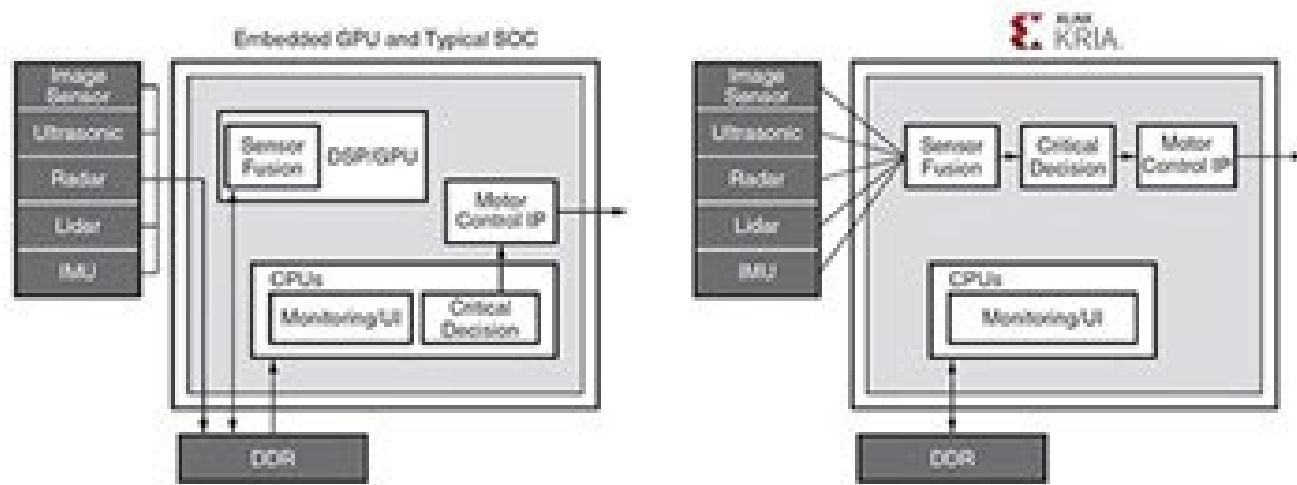 Embedded GPU and Typical SOC
Image
Sensor
Ultrasonic
Radar
Lidar
IMU
Sensor
Fusion
DSP/GPU
Motor
Control IP
CPUs
Monitoring/UI
Critical
Decision
DDR
XILINX
KRIA
Image
Sensor
Ultrasonic
Radar
Lidar
IMU
Sensor
Fusion
Critical
Decision
Motor
Control IP
CPUs
Monitoring/UI
DDR